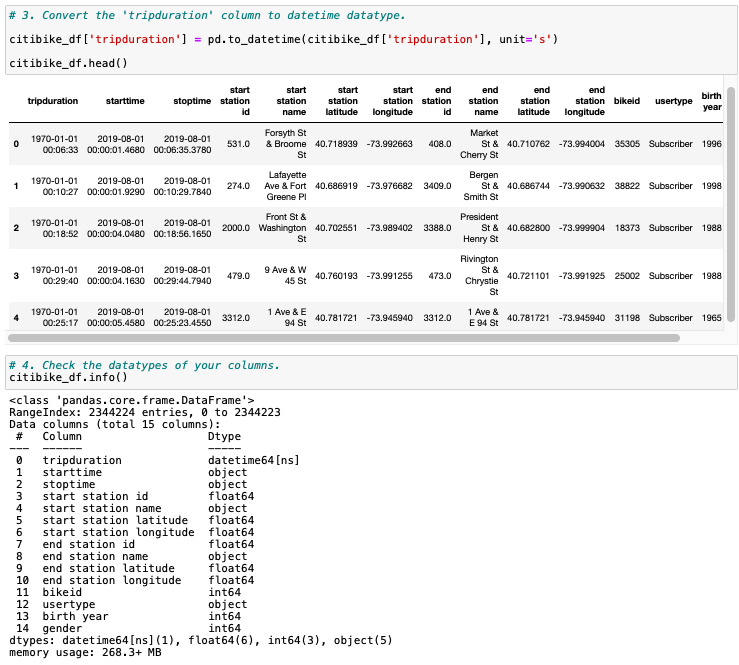 # 3. Convert the 'tripduration' column to datetime datatype.
citibike_df['tripduration'] = pd.to_datetime(citibike_df['tripduration'], unit='s')
citibike_df.head()
tripduration starttime stoptime start station id start station name start station latitude start station longitude end station id end station name end station latitude end station longitude bikeid usertype birth year
0 1970-01-01 00:06:33 2019-08-01 00:00:01.4680 2019-08-01 00:06:35.3780 531.0 Forsyth St & Broome St 40.718939 -73.992663 408.0 Market St & Cherry St 40.710762 -73.994004 35305 Subscriber 1996
1 1970-01-01 00:10:27 2019-08-01 00:00:01.9290 2019-08-01 00:10:29.7840 274.0 Lafayette Ave & Fort Greene Pl 40.686919 -73.976682 3409.0 Bergen St & Smith St 40.686744 -73.990632 38822 Subscriber 1998
2 1970-01-01 00:18:52 2019-08-01 00:00:04.0480 2019-08-01 00:18:56.1650 2000.0 Front St & Washington St 40.702551 -73.989402 3388.0 President St & Henry St 40.682800 -73.999904 18373 Subscriber 1988
3 1970-01-01 00:29:40 2019-08-01 00:00:04.1630 2019-08-01 00:29:44.7940 479.0 9 Ave & W 45 St 40.760193 -73.991255 473.0 Rivington St & Chrystie St 40.721101 -73.991925 25002 Subscriber 1988
4 1970-01-01 00:25:17 2019-08-01 00:00:05.4580 2019-08-01 00:25:23.4550 3312.0 1 Ave & E 94 St 40.781721 -73.945940 3312.0 1 Ave & E 94 St 40.781721 -73.945940 31198 Subscriber 1965
# 4. Check the datatypes of your columns.
citibike_df.info()
<class 'pandas.core.frame.DataFrame'>
RangeIndex: 2344224 entries, 0 to 2344223
Data columns (total 15 columns):
 #   Column                   Dtype
---  ------                   -----
 0   tripduration             datetime64[ns]
 1   starttime                object
 2   stoptime                 object
 3   start station id         float64
 4   start station name       object
 5   start station latitude   float64
 6   start station longitude  float64
 7   end station id           float64
 8   end station name         object
 9   end station latitude     float64
 10  end station longitude    float64
 11  bikeid                   int64
 12  usertype                 object
 13  birth year               int64
 14  gender                   int64
dtypes: datetime64[ns](1), float64(6), int64(3), object(5)
memory usage: 268.3+ MB